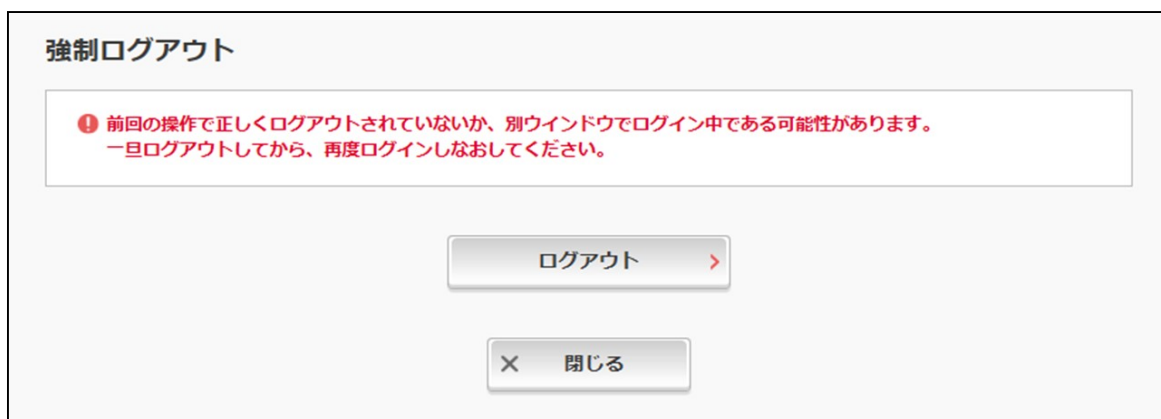 強制ログアウト
前回の操作で正しくログアウトされていないか、別ウインドウでログイン中である可能性があります。
一旦ログアウトしてから、再度ログインしなおしてください。
ログアウト
閉じる